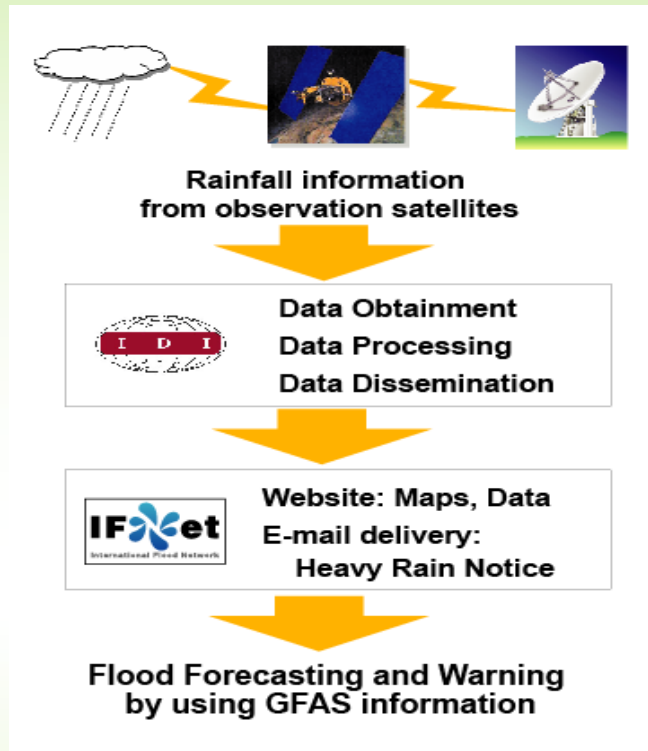 Rainfall information
from observation satellites
I D I
Data Obtainment
Data Processing
Data Dissemination
IFNet
International Flood Network
Website: Maps, Data
E-mail delivery:
Heavy Rain Notice
Flood Forecasting and Warning
by using GFAS information